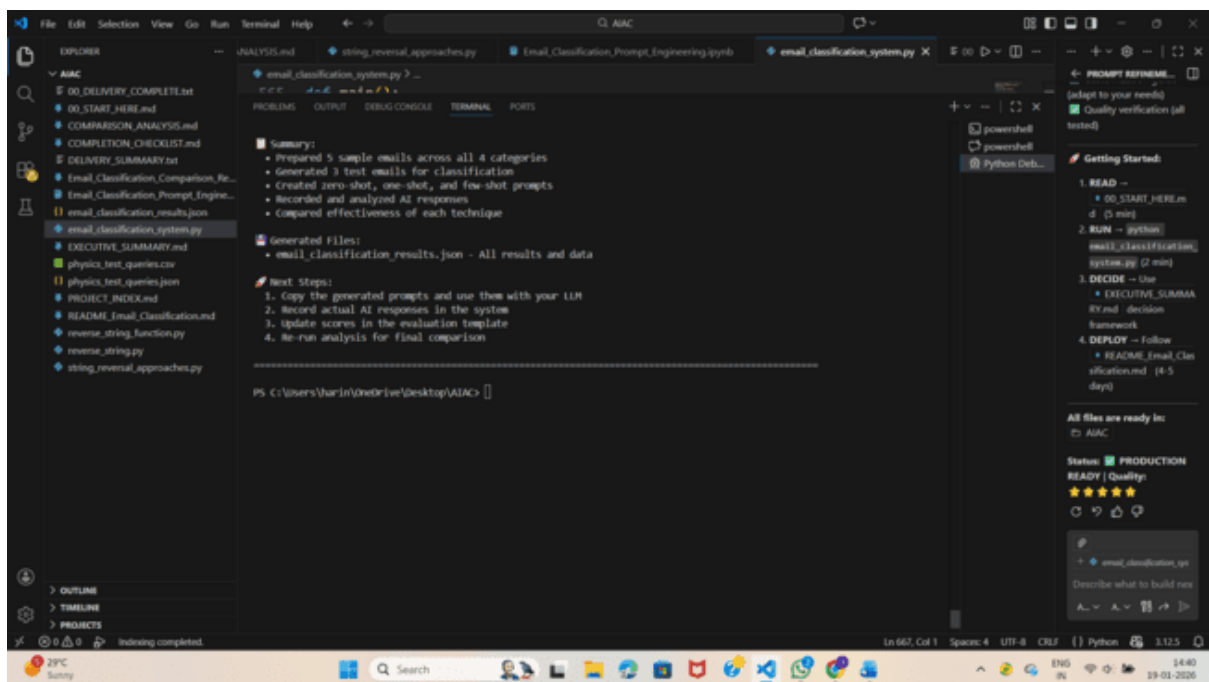 File Edit Selection View Go Run Terminal Help
AIAC
EXPLORER
AIAC
00_DELIVERY_COMPLETE.txt
00_START_HERE.md
COMPARISON_ANALYSIS.md
COMPLETION_CHECKLIST.md
DELIVERY_SUMMARY.txt
Email_Classification_Comparison_Re...
Email_Classification_Prompt_Engine...
email_classification_results.json
email_classification_system.py
EXECUTIVE_SUMMARY.md
physics_test_queries.csv
physics_test_queries.json
PROJECT_INDEX.md
README_Email_Classification.md
reverse_string_function.py
reverse_string.py
string_reversal_approaches.py
OUTLINE
TIMELINE
PROJECTS
ANALYSIS.md string_reversal_approaches.py Email_Classification_Prompt_Engineering.ipynb email_classification_system.py
email_classification_system.py > ...
def main():
PROBLEMS OUTPUT DEBUG CONSOLE TERMINAL PORTS
Summary:
• Prepared 5 sample emails across all 4 categories
• Generated 3 test emails for classification
• Created zero-shot, one-shot, and few-shot prompts
• Recorded and analyzed AI responses
• Compared effectiveness of each technique
Generated Files:
• email_classification_results.json - All results and data
Next Steps:
1. Copy the generated prompts and use them with your LLM
2. Record actual AI responses in the system
3. Update scores in the evaluation template
4. Re-run analysis for final comparison
PS C:\Users\harin\OneDrive\Desktop\AIAC>
powershell
powershell
Python Deb...
PROMPT REFINEME...
(adapt to your needs)
Quality verification (all
tested)
Getting Started:
1. READ →
00_START_HERE.m
d (5 min)
2. RUN → python
email_classification_
system.py (2 min)
3. DECIDE → Use
EXECUTIVE_SUMMA
RY.md decision
framework
4. DEPLOY → Follow
README_Email_Clas
sification.md (4-5
days)
All files are ready in:
AIAC
Status: PRODUCTION
READY | Quality:
email_classification_sys
Describe what to build nex
0 0 Indexing completed.
Ln 667, Col 1 Spaces: 4 UTF-8 CRLF Python 3.12.5
29°C
Sunny
Search
ENG
IN
14:40
19-01-2026